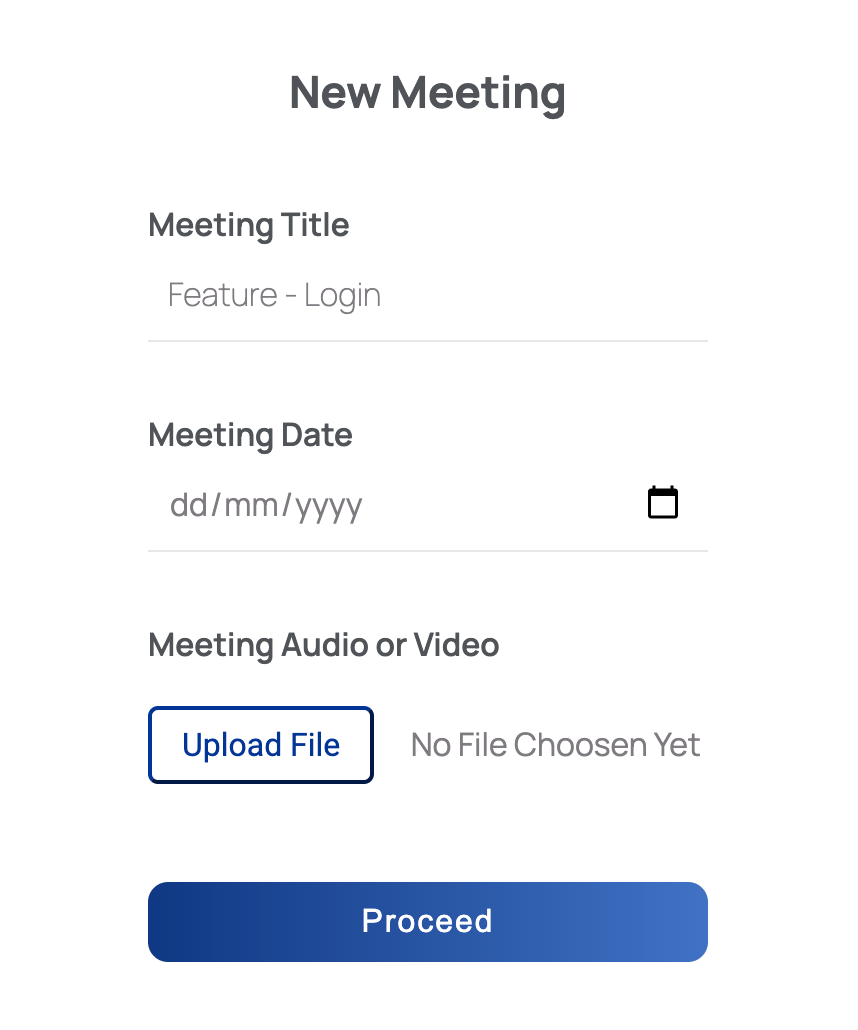 New Meeting
Meeting Title
Feature - Login
Meeting Date
dd/mm/yyyy
Meeting Audio or Video
Upload File No File Choosen Yet
Proceed